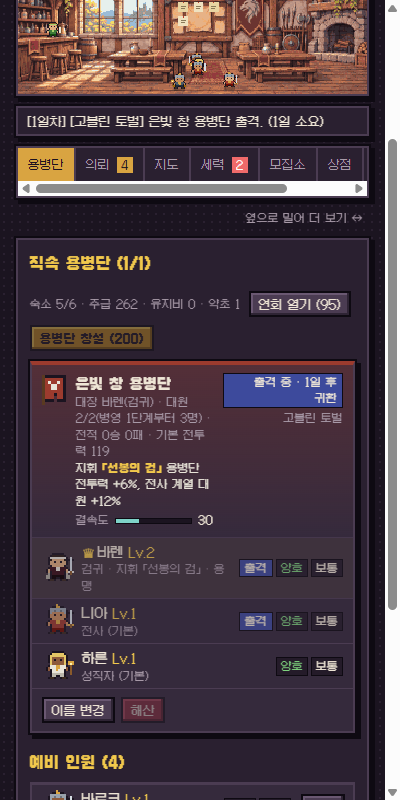 [1일차] [고블린 토벌] 은빛 창 용병단 출격. (1일 소요)
용병단 의뢰 4 지도 세력 2 모집소 상점
옆으로 밀어 더 보기 ↔
직속 용병단 (1/1)
숙소 5/6 · 주급 262 · 유지비 0 · 약초 1 연회 열기 (95)
용병단 창설 (200)
은빛 창 용병단
출격 중 · 1일 후 귀환
고블린 토벌
대장 바렌(검귀) · 대원
2/2(병영 1단계부터 3명) ·
전적 0승 0패 · 기본 전투
력 119
지휘 「선봉의 검」 용병단
전투력 +6%, 전사 계열 대
원 +12%
결속도 30
바렌 Lv.2
검귀 · 지휘 「선봉의 검」 · 용
명
출격 양호 보통
니아 Lv.1
전사 (기본)
출격 양호 보통
하른 Lv.1
성직자 (기본)
양호 보통
이름 변경 해산
예비 인원 (4)